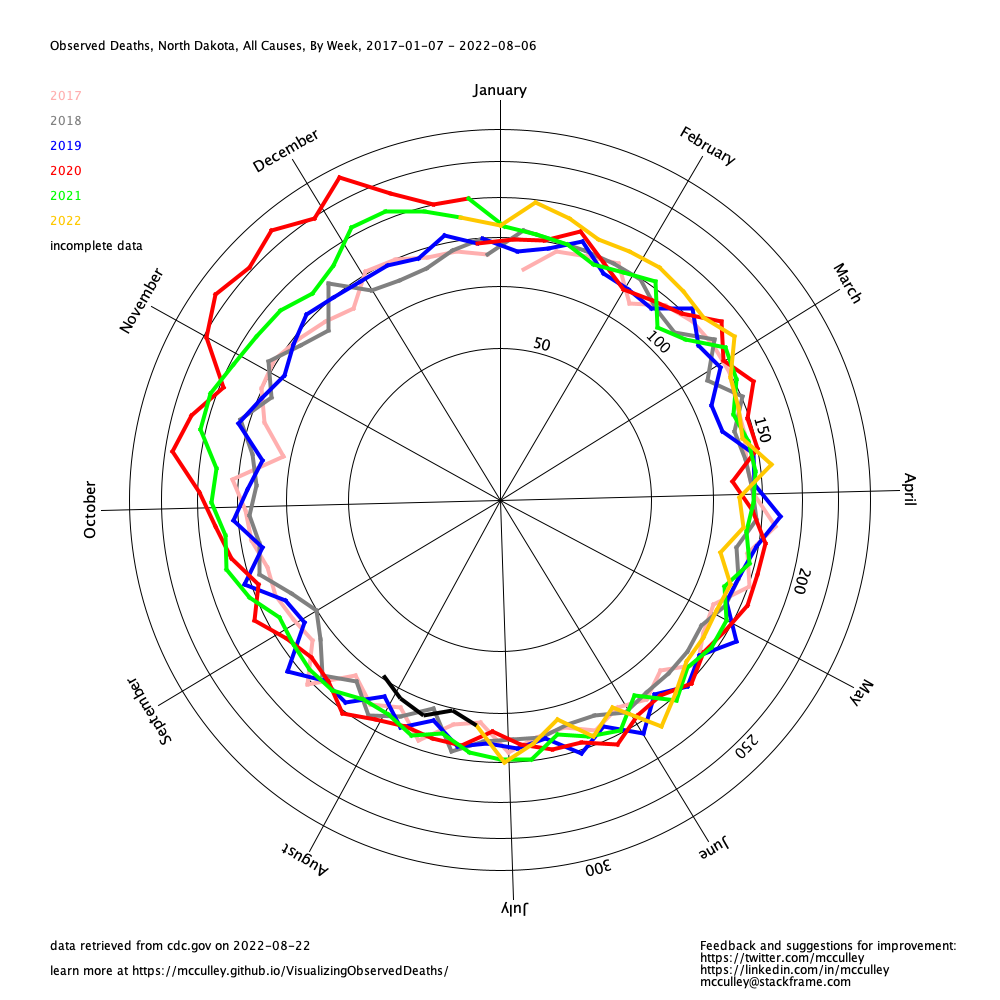 Observed Deaths, North Dakota, All Causes, By Week, 2017-01-07 - 2022-08-06
January
2017
2018
2019
2020
2021
2022
incomplete data
December
February
November
March
50
100
150
October
April
200
September
May
250
August
June
300
July
data retrieved from cdc.gov on 2022-08-22
learn more at https://mcculley.github.io/VisualizingObservedDeaths/
Feedback and suggestions for improvement:
https://twitter.com/mcculley
https://linkedin.com/in/mcculley
mcculley@stackframe.com